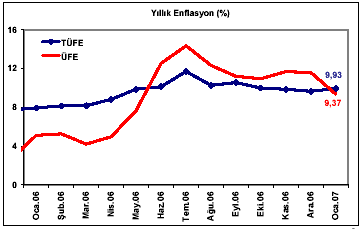 Yıllık Enflasyon (%)
16
12
8
4
0
TÜFE
ÜFE
9,93
9,37
Oca.06
Şub.06
Mar.06
Nis.06
May.06
Haz.06
Tem.06
Ağu.06
Eyl.06
Eki.06
Kas.06
Ara.06
Oca.07